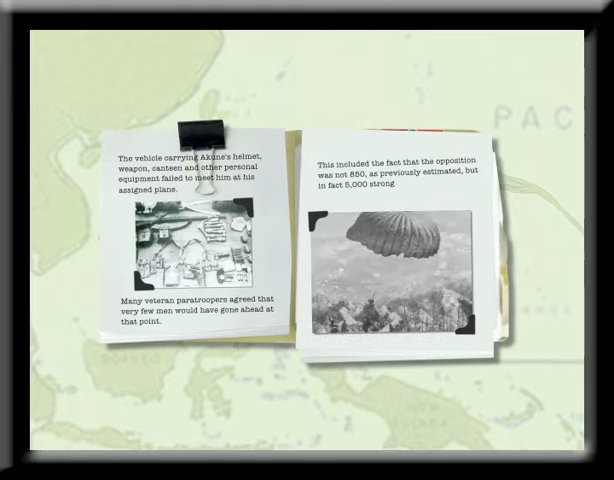 PAC
The vehicle carrying Akune's helmet,
weapon, canteen and other personal
equipment failed to meet him at his
assigned plane.
Many veteran paratroopers agreed that
very few men would have gone ahead at
that point.
This included the fact that the opposition
was not 850, as previously estimated, but
in fact 5,000 strong
BORNEO